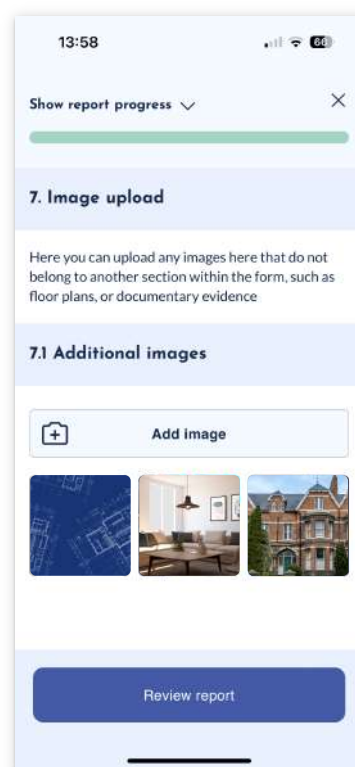 13:58
66
Show report progress
7. Image upload
Here you can upload any images here that do not
belong to another section within the form, such as
floor plans, or documentary evidence
7.1 Additional images
Add image
Review report